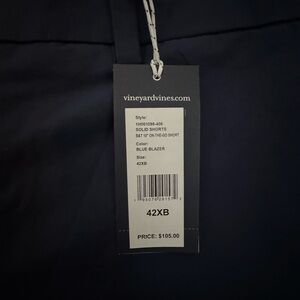 vineyardvines.com
Style:
SOLID SHORTS
Color:
BLUE BLAZER
Size:
42XB
42XB
PRICE: $105.00